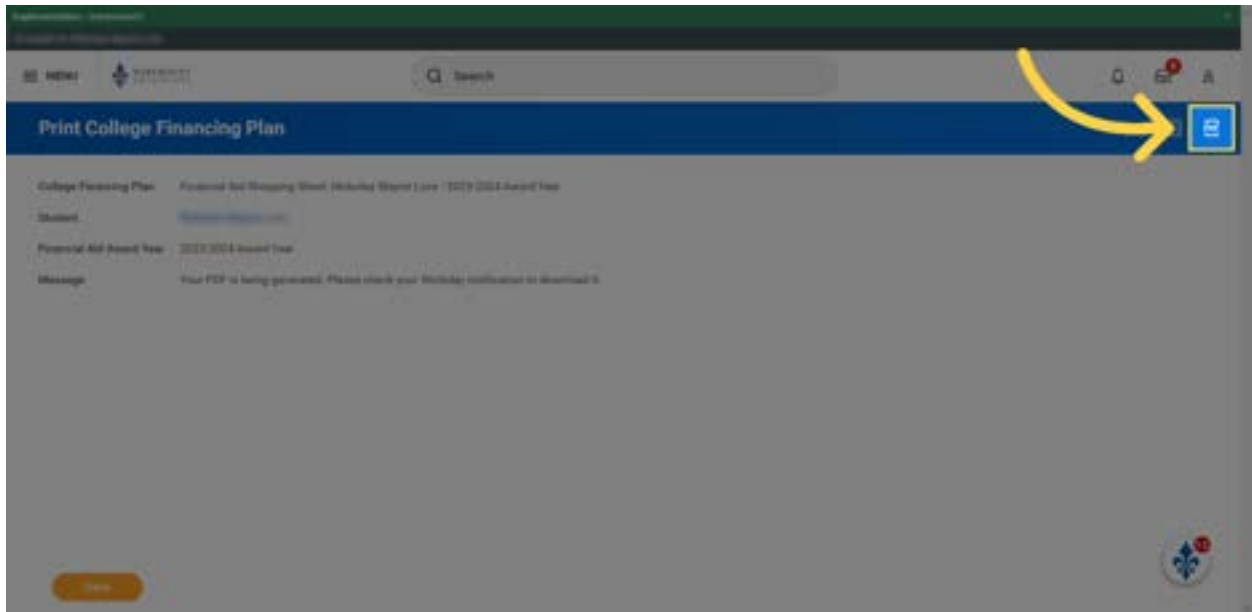 MENU
Search
Print College Financing Plan
College Financing Plan Financial Aid Shopping Sheet: 2023-2024 Award Year
Student
Financial Aid Award Year 2023-2024 Award Year
Message Your PDF is being generated. Please check your Workday notification to download it.